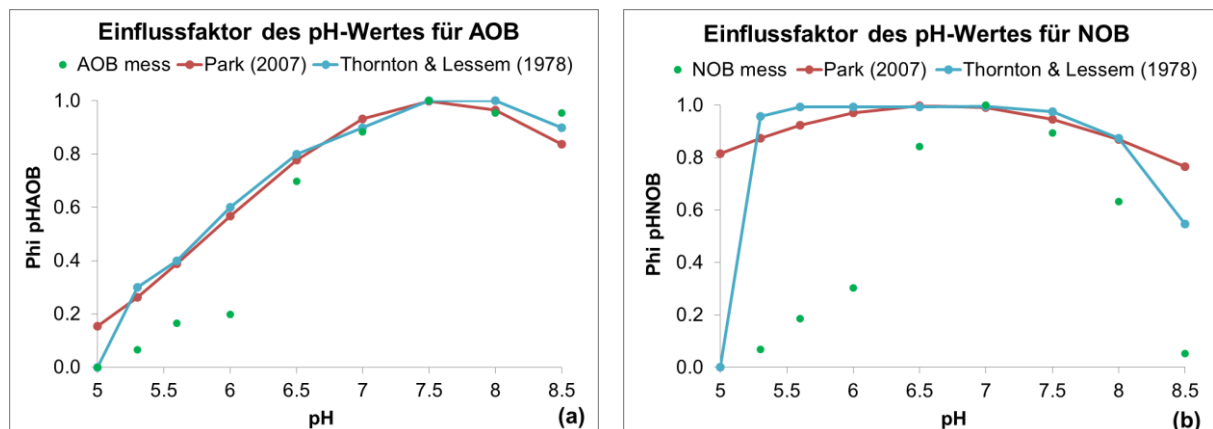 Einflussfaktor des pH-Wertes für AOB
AOB mess Park (2007) Thornton & Lessem (1978)
Phi pHAOB
1.0
0.8
0.6
0.4
0.2
0.0
5 5.5 6 6.5 7 7.5 8 8.5
pH
(a)
Einflussfaktor des pH-Wertes für NOB
NOB mess Park (2007) Thornton & Lessem (1978)
Phi pHNOB
1.0
0.8
0.6
0.4
0.2
0.0
5 5.5 6 6.5 7 7.5 8 8.5
pH
(b)